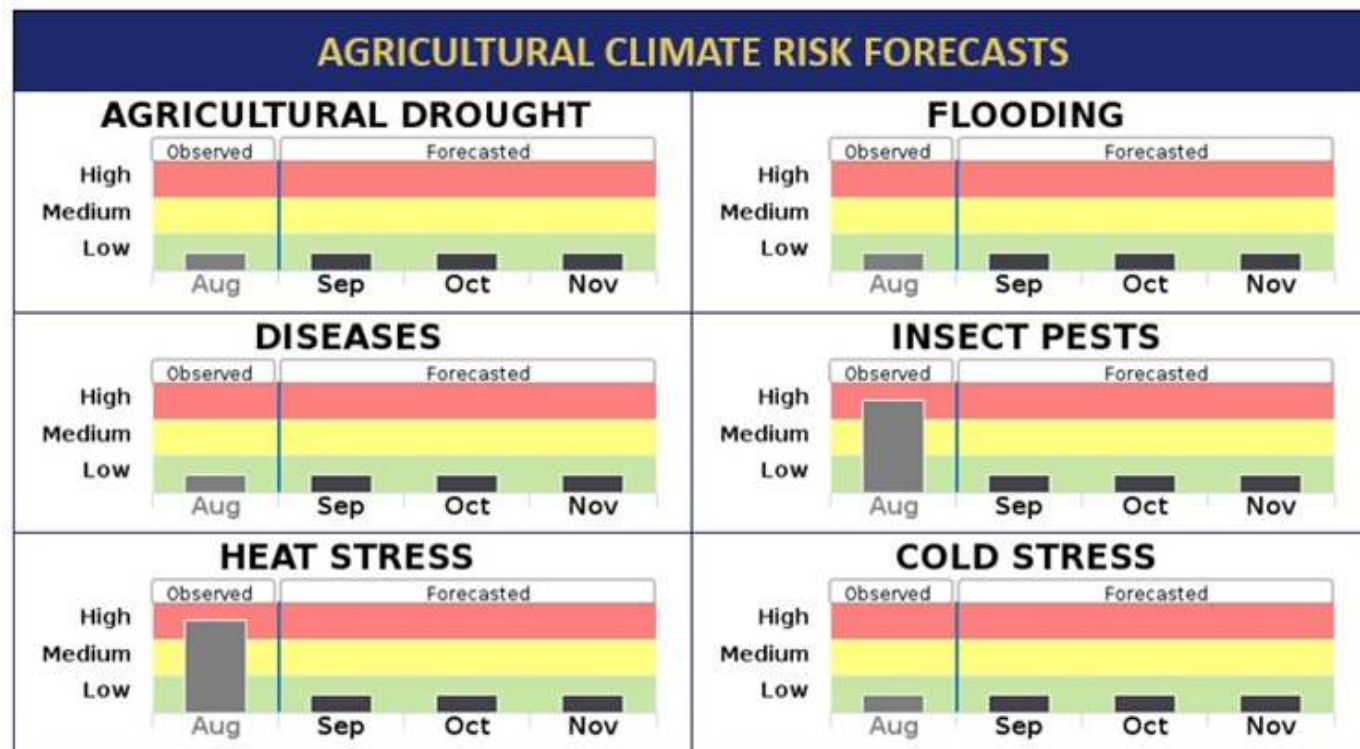 AGRICULTURAL CLIMATE RISK FORECASTS
AGRICULTURAL DROUGHT
Observed Forecasted
High
Medium
Low
Aug Sep Oct Nov
FLOODING
Observed Forecasted
High
Medium
Low
Aug Sep Oct Nov
DISEASES
Observed Forecasted
High
Medium
Low
Aug Sep Oct Nov
INSECT PESTS
Observed Forecasted
High
Medium
Low
Aug Sep Oct Nov
HEAT STRESS
Observed Forecasted
High
Medium
Low
Aug Sep Oct Nov
COLD STRESS
Observed Forecasted
High
Medium
Low
Aug Sep Oct Nov